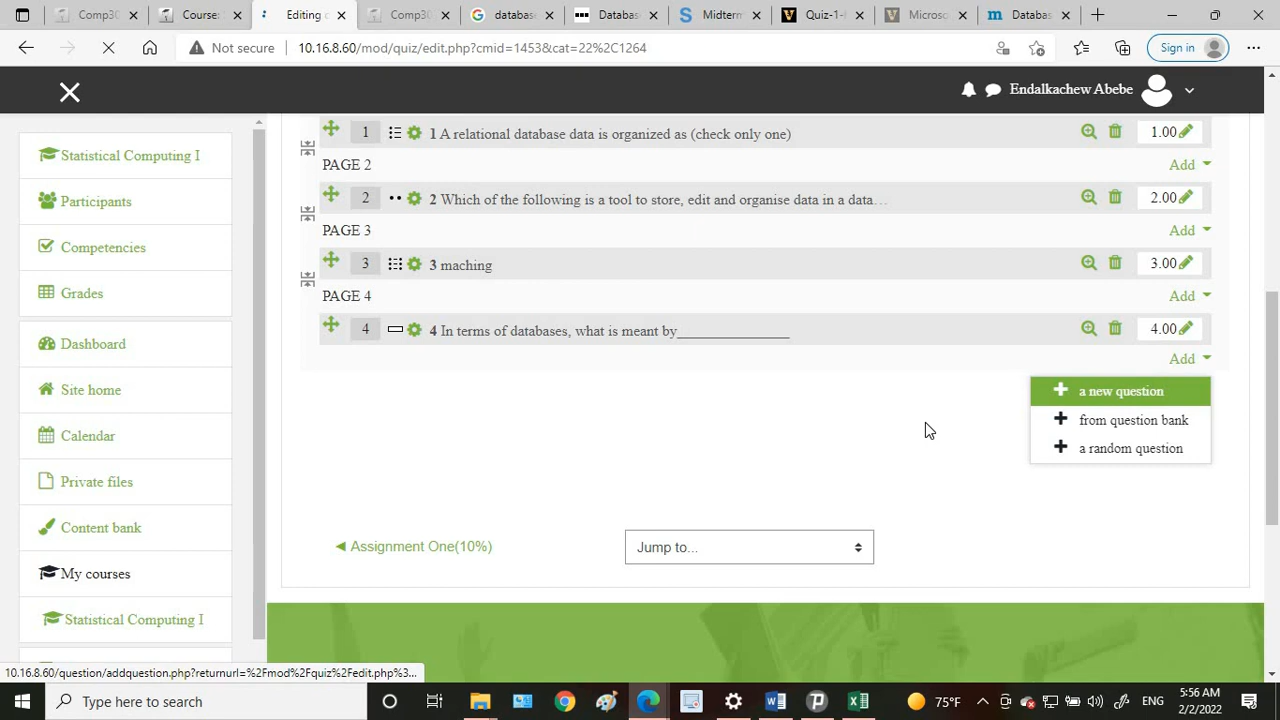 Comp30
Course:
Editing
Comp30
database
Database
Midterm
Quiz-1-
Microso
Databas
Not secure
10.16.8.60/mod/quiz/edit.php?cmid=1453&cat=22%2C1264
Sign in
Endalkachew Abebe
Statistical Computing I
Participants
Competencies
Grades
Dashboard
Site home
Calendar
Private files
Content bank
My courses
Statistical Computing I
1 1 A relational database data is organized as (check only one) 1.00
PAGE 2 Add
2 2 Which of the following is a tool to store, edit and organise data in a data... 2.00
PAGE 3 Add
3 3 maching 3.00
PAGE 4 Add
4 4 In terms of databases, what is meant by_______________ 4.00
Add
a new question
from question bank
a random question
◄ Assignment One(10%)
Jump to...
10.16.8.60/question/addquestion.php?returnurl=%2Fmod%2Fquiz%2Fedit.php%3...
Type here to search
75°F
ENG
5:56 AM
2/2/2022